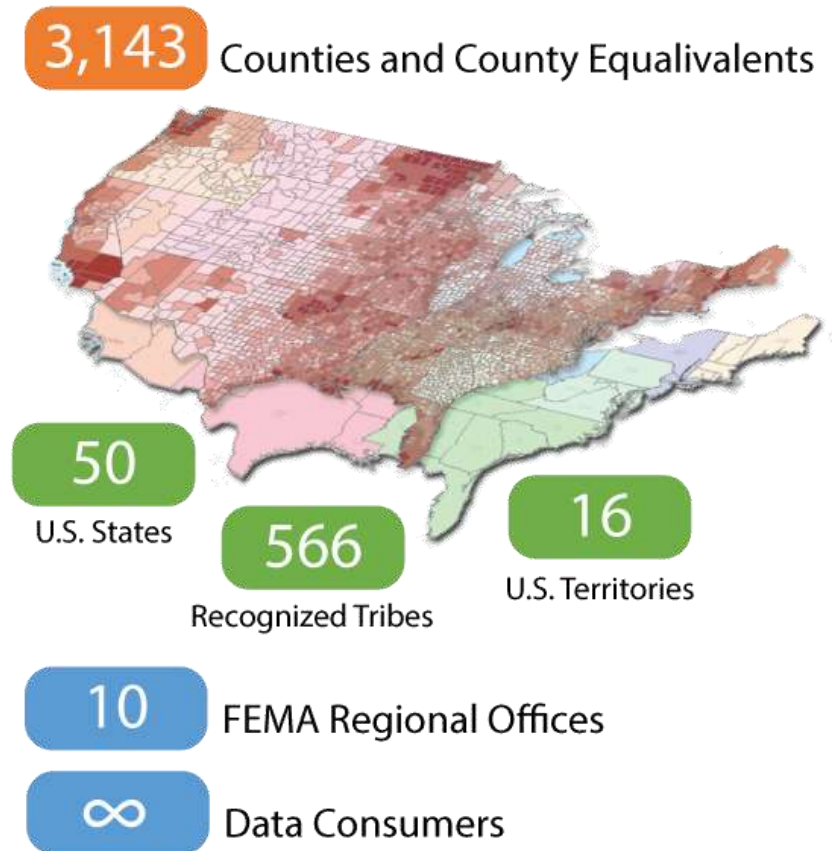 3,143 Counties and County Equalivalents
50
U.S. States
566
Recognized Tribes
16
U.S. Territories
10 FEMA Regional Offices
∞ Data Consumers